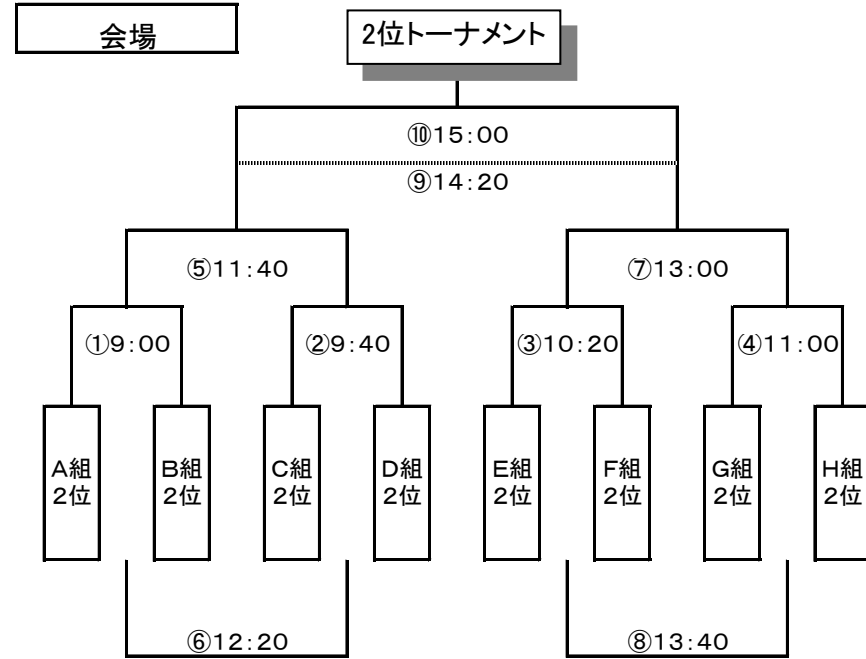 会場
2位トーナメント
⑩15:00
⑨14:20
⑤11:40
⑦13:00
①9:00
②9:40
③10:20
④11:00
A組
2位
B組
2位
C組
2位
D組
2位
E組
2位
F組
2位
G組
2位
H組
2位
⑥12:20
⑧13:40